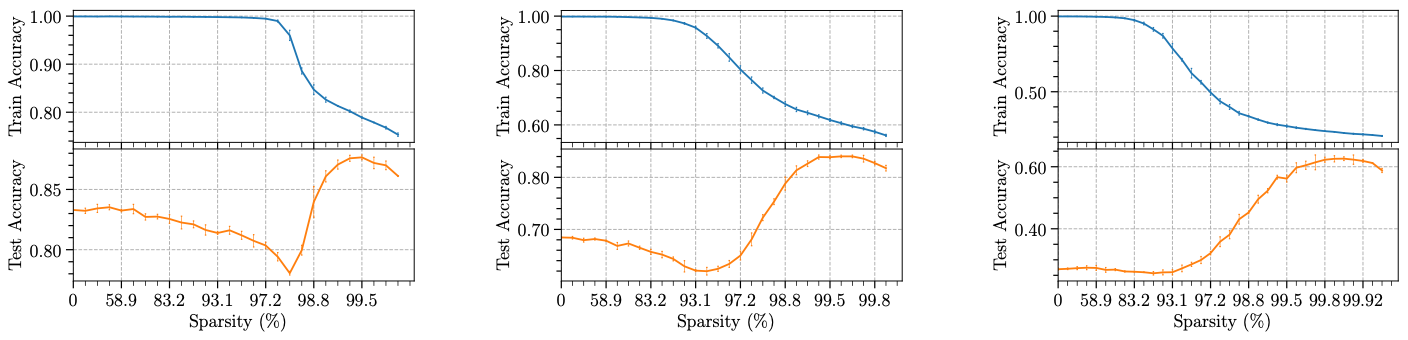 Train Accuracy
1.00
0.90
0.80
Test Accuracy
0.85
0.80
0 58.9 83.2 93.1 97.2 98.8 99.5
Sparsity (%)
Train Accuracy
1.00
0.80
0.60
Test Accuracy
0.80
0.70
0 58.9 83.2 93.1 97.2 98.8 99.5 99.8
Sparsity (%)
Train Accuracy
1.00
0.50
Test Accuracy
0.60
0.40
0 58.9 83.2 93.1 97.2 98.8 99.5 99.8 99.92
Sparsity (%)